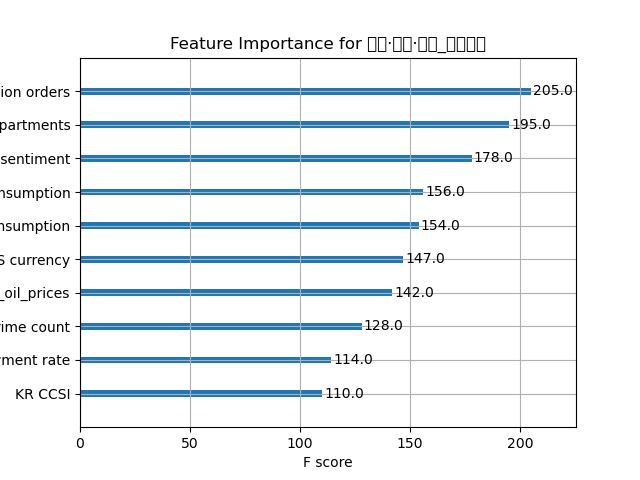 Feature Importance for
ion orders
205.0
partments
195.0
sentiment
178.0
nsumption
156.0
nsumption
154.0
S currency
147.0
_oil_prices
142.0
ime count
128.0
ment rate
114.0
KR CCSI
110.0
0 50 100 150 200
F score